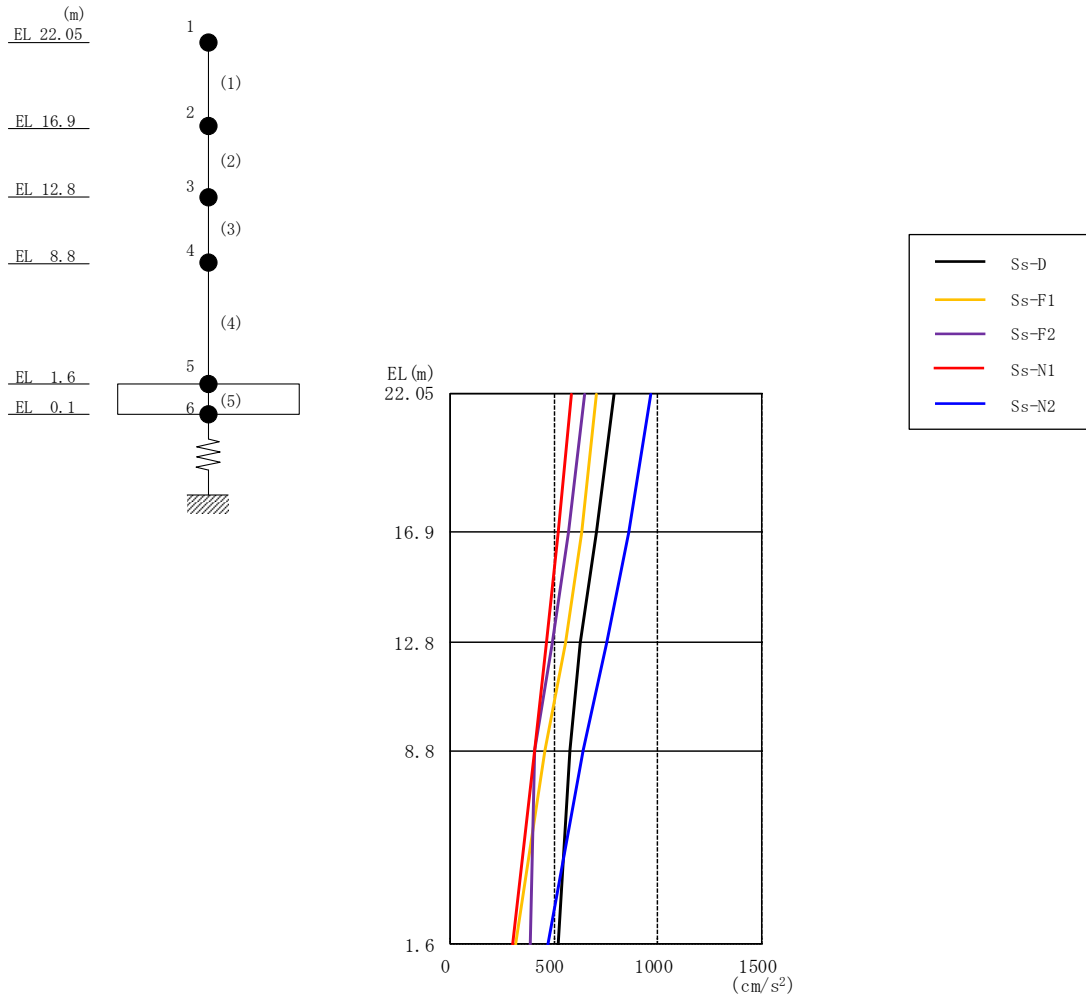 (m)
EL 22.05
EL 16.9
EL 12.8
EL 8.8
EL 1.6
EL 0.1
1
(1)
2
(2)
3
(3)
4
(4)
5
(5)
6
EL(m)
22.05
16.9
12.8
8.8
1.6
0 500 1000 1500
(cm/s²)
Ss-D
Ss-F1
Ss-F2
Ss-N1
Ss-N2